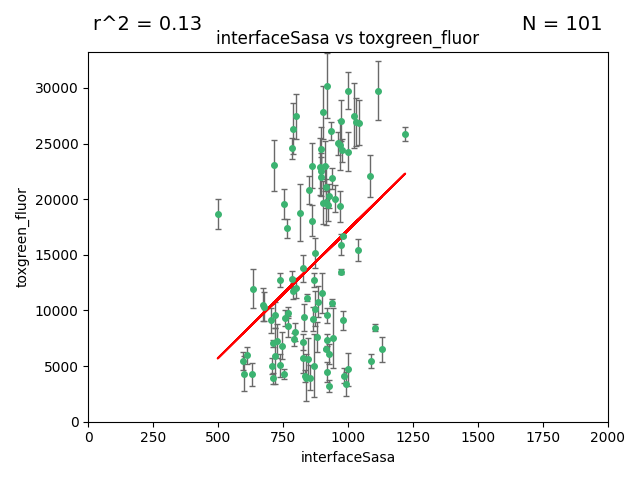 r^2 = 0.13
N = 101
interfaceSasa vs toxgreen_fluor
30000
25000
20000
15000
10000
5000
0
toxgreen_fluor
0 250 500 750 1000 1250 1500 1750 2000
interfaceSasa